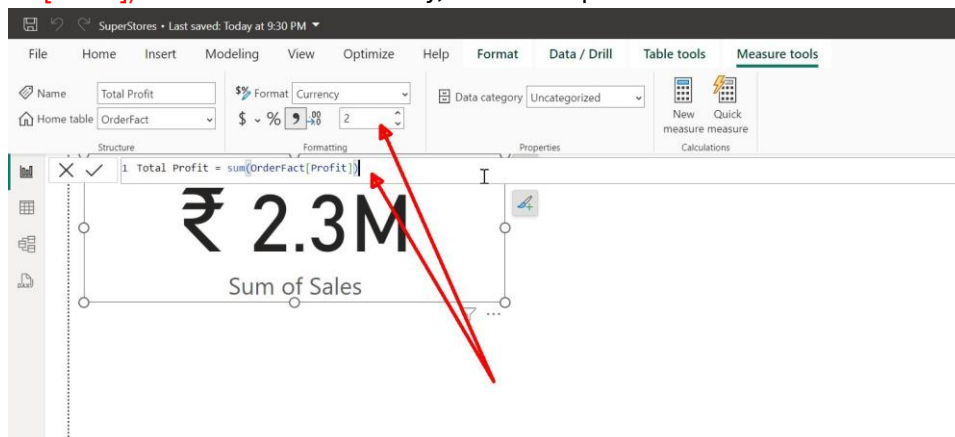 SuperStores • Last saved: Today at 9:30 PM
File Home Insert Modeling View Optimize Help Format Data / Drill Table tools Measure tools
Name Total Profit
Home table OrderFact
Structure
$% Format Currency
$ % 9 .00 2
Formatting
Data category Uncategorized
Properties
New measure
Quick measure
Calculations
1 Total Profit = sum(OrderFact[Profit])
₹ 2.3M
Sum of Sales